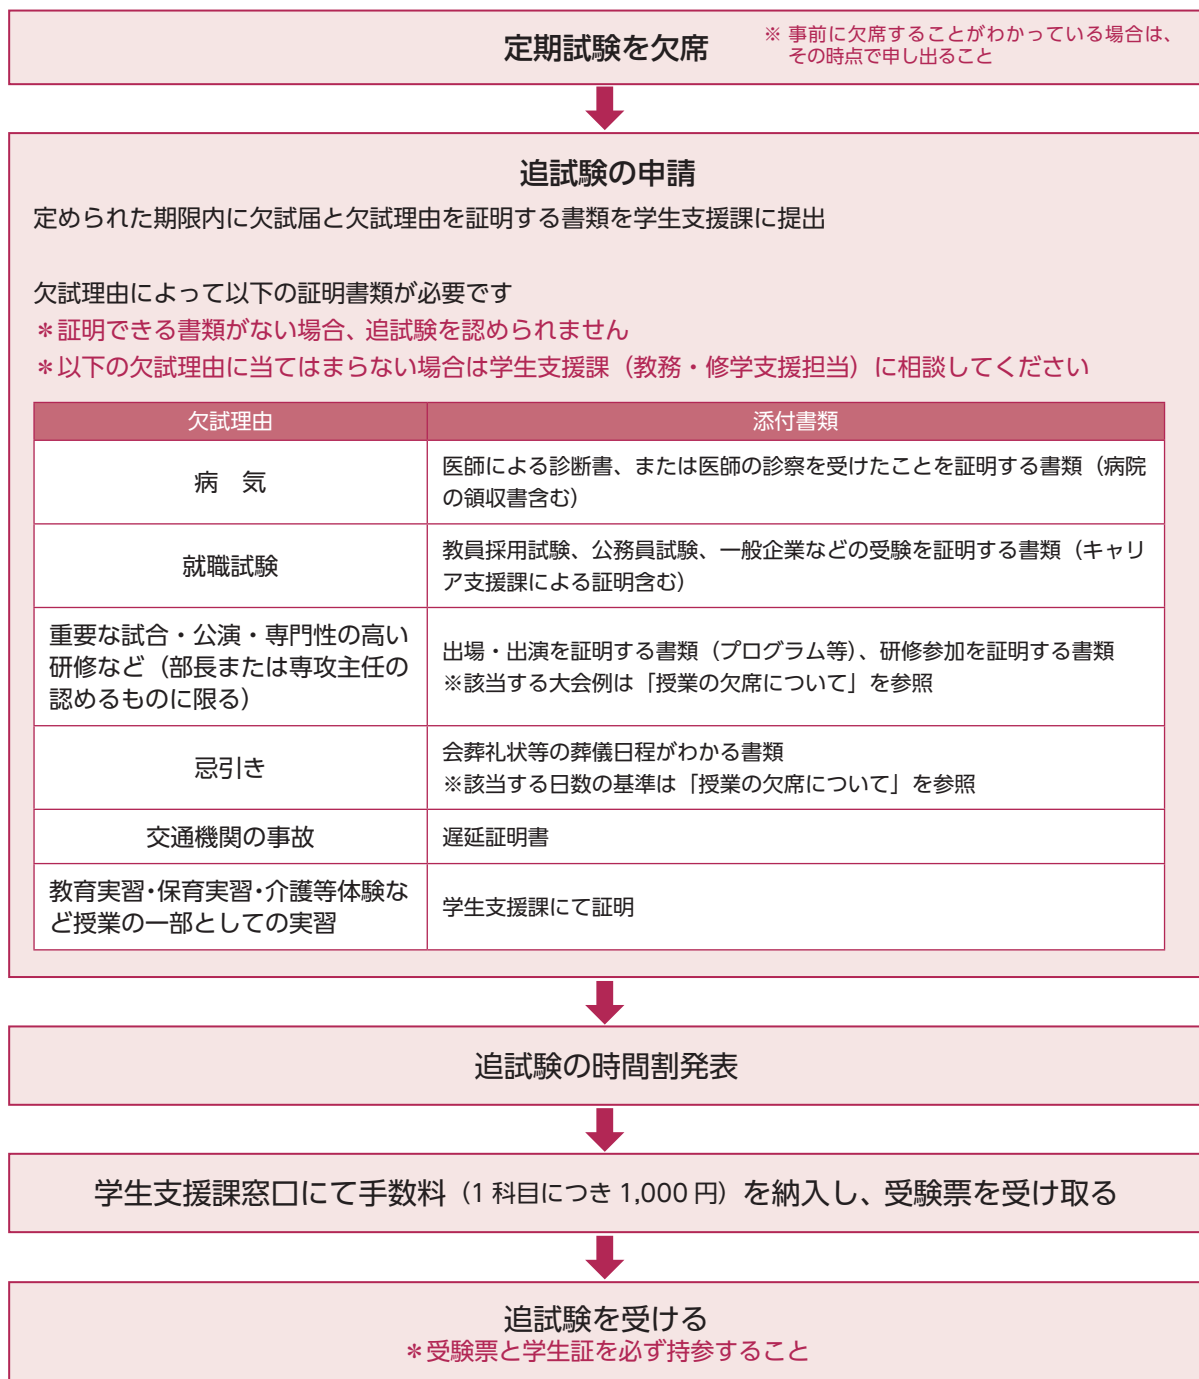 定期試験を欠席
※ 事前に欠席することがわかっている場合は、
その時点で申し出ること
追試験の申請
定められた期限内に欠試届と欠試理由を証明する書類を学生支援課に提出
欠試理由によって以下の証明書類が必要です
＊証明できる書類がない場合、追試験を認められません
＊以下の欠試理由に当てはまらない場合は学生支援課（教務・修学支援担当）に相談してください
欠試理由
添付書類
病　気
医師による診断書、または医師の診察を受けたことを証明する書類（病院
の領収書含む）
就職試験
教員採用試験、公務員試験、一般企業などの受験を証明する書類（キャリ
ア支援課による証明含む）
重要な試合・公演・専門性の高い
研修など（部長または専攻主任の
認めるものに限る）
出場・出演を証明する書類（プログラム等）、研修参加を証明する書類
※該当する大会例は「授業の欠席について」を参照
忌引き
会葬礼状等の葬儀日程がわかる書類
※該当する日数の基準は「授業の欠席について」を参照
交通機関の事故
遅延証明書
教育実習・保育実習・介護等体験な
ど授業の一部としての実習
学生支援課にて証明
追試験の時間割発表
学生支援課窓口にて手数料（1 科目につき 1,000 円）を納入し、受験票を受け取る
追試験を受ける
＊受験票と学生証を必ず持参すること